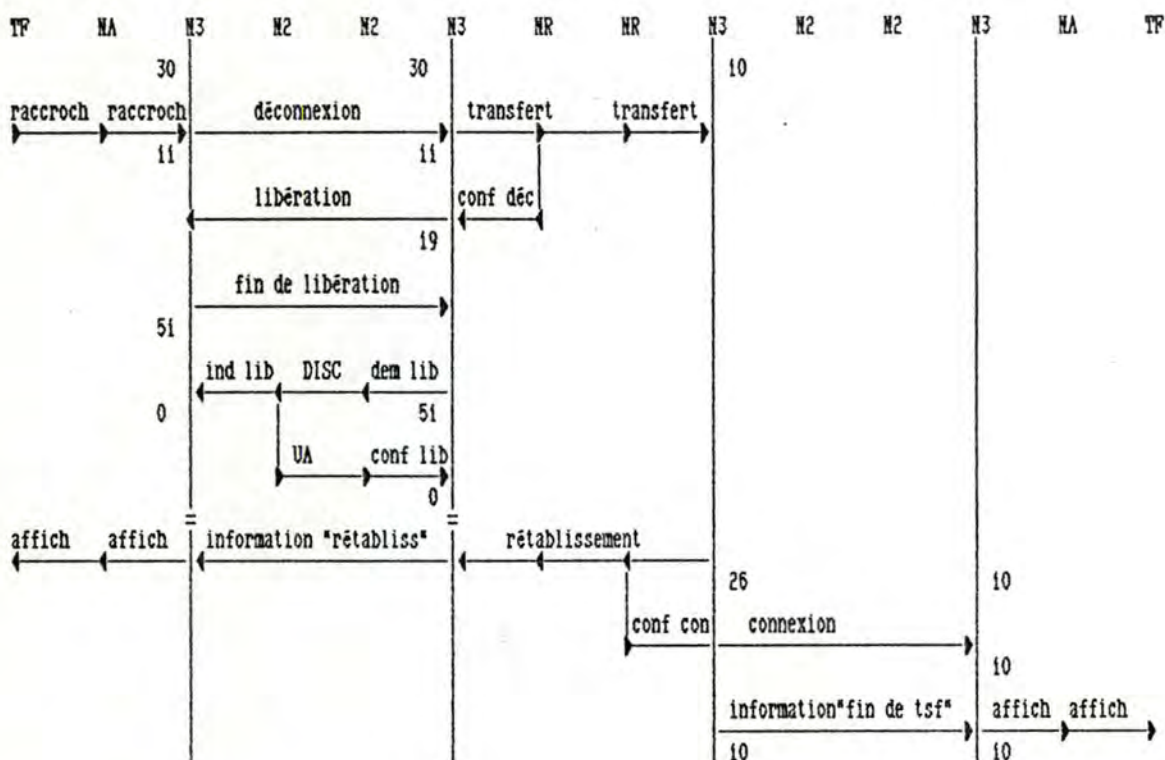 TF NA N3 N2 N2 N3 NR NR N3 N2 N2 N3 NA TF
30 30 10
raccroch raccroch déconnexion transfert transfert
11 11
libération conf déc
19
fin de libération
51
ind lib DISC dem lib
0 51
UA conf lib
0
= =
affich affich information "rétabliss" rétablissement
26 10
conf con connexion
10
information"fin de tsf" affich affich
10 10